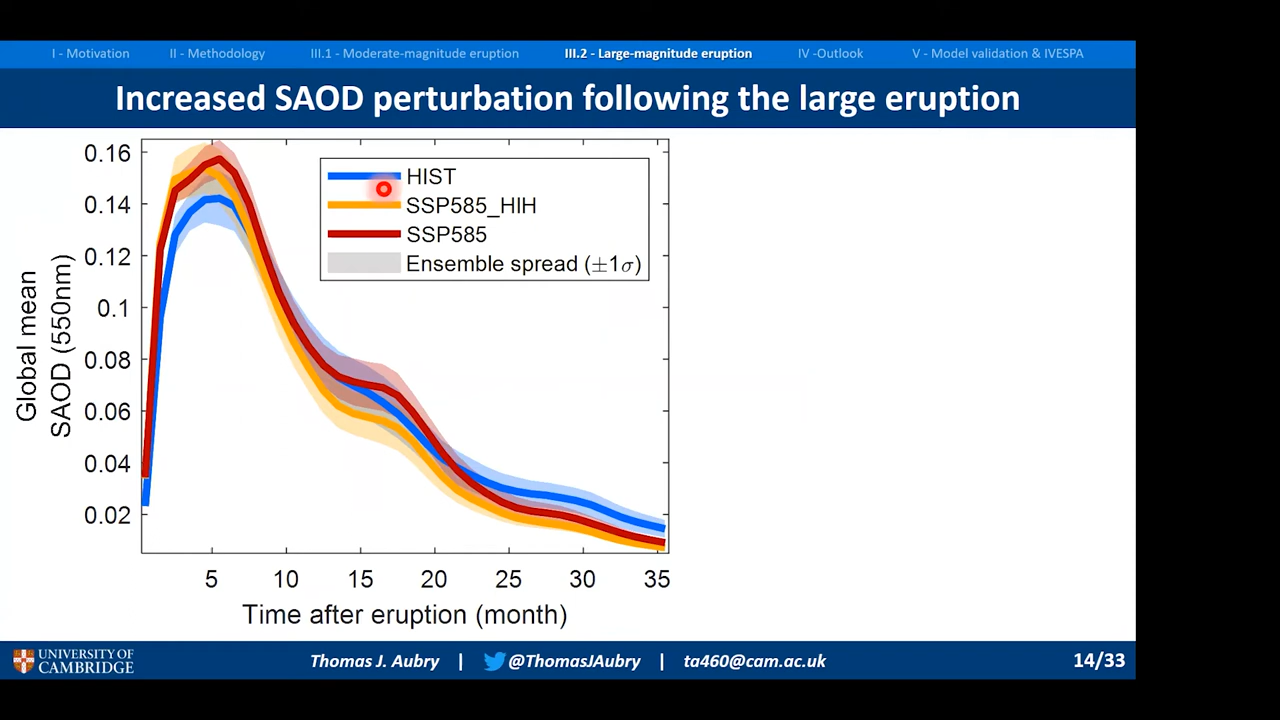 I - Motivation II - Methodology III.1 - Moderate-magnitude eruption III.2 - Large-magnitude eruption IV -Outlook V - Model validation & IVESPA
Increased SAOD perturbation following the large eruption
0.16
0.14
0.12
0.1
0.08
0.06
0.04
0.02
Global mean
SAOD (550nm)
HIST
SSP585_HIH
SSP585
Ensemble spread (±1σ)
5 10 15 20 25 30 35
Time after eruption (month)
UNIVERSITY OF
CAMBRIDGE
Thomas J. Aubry | @ThomasJAubry | ta460@cam.ac.uk
14/33